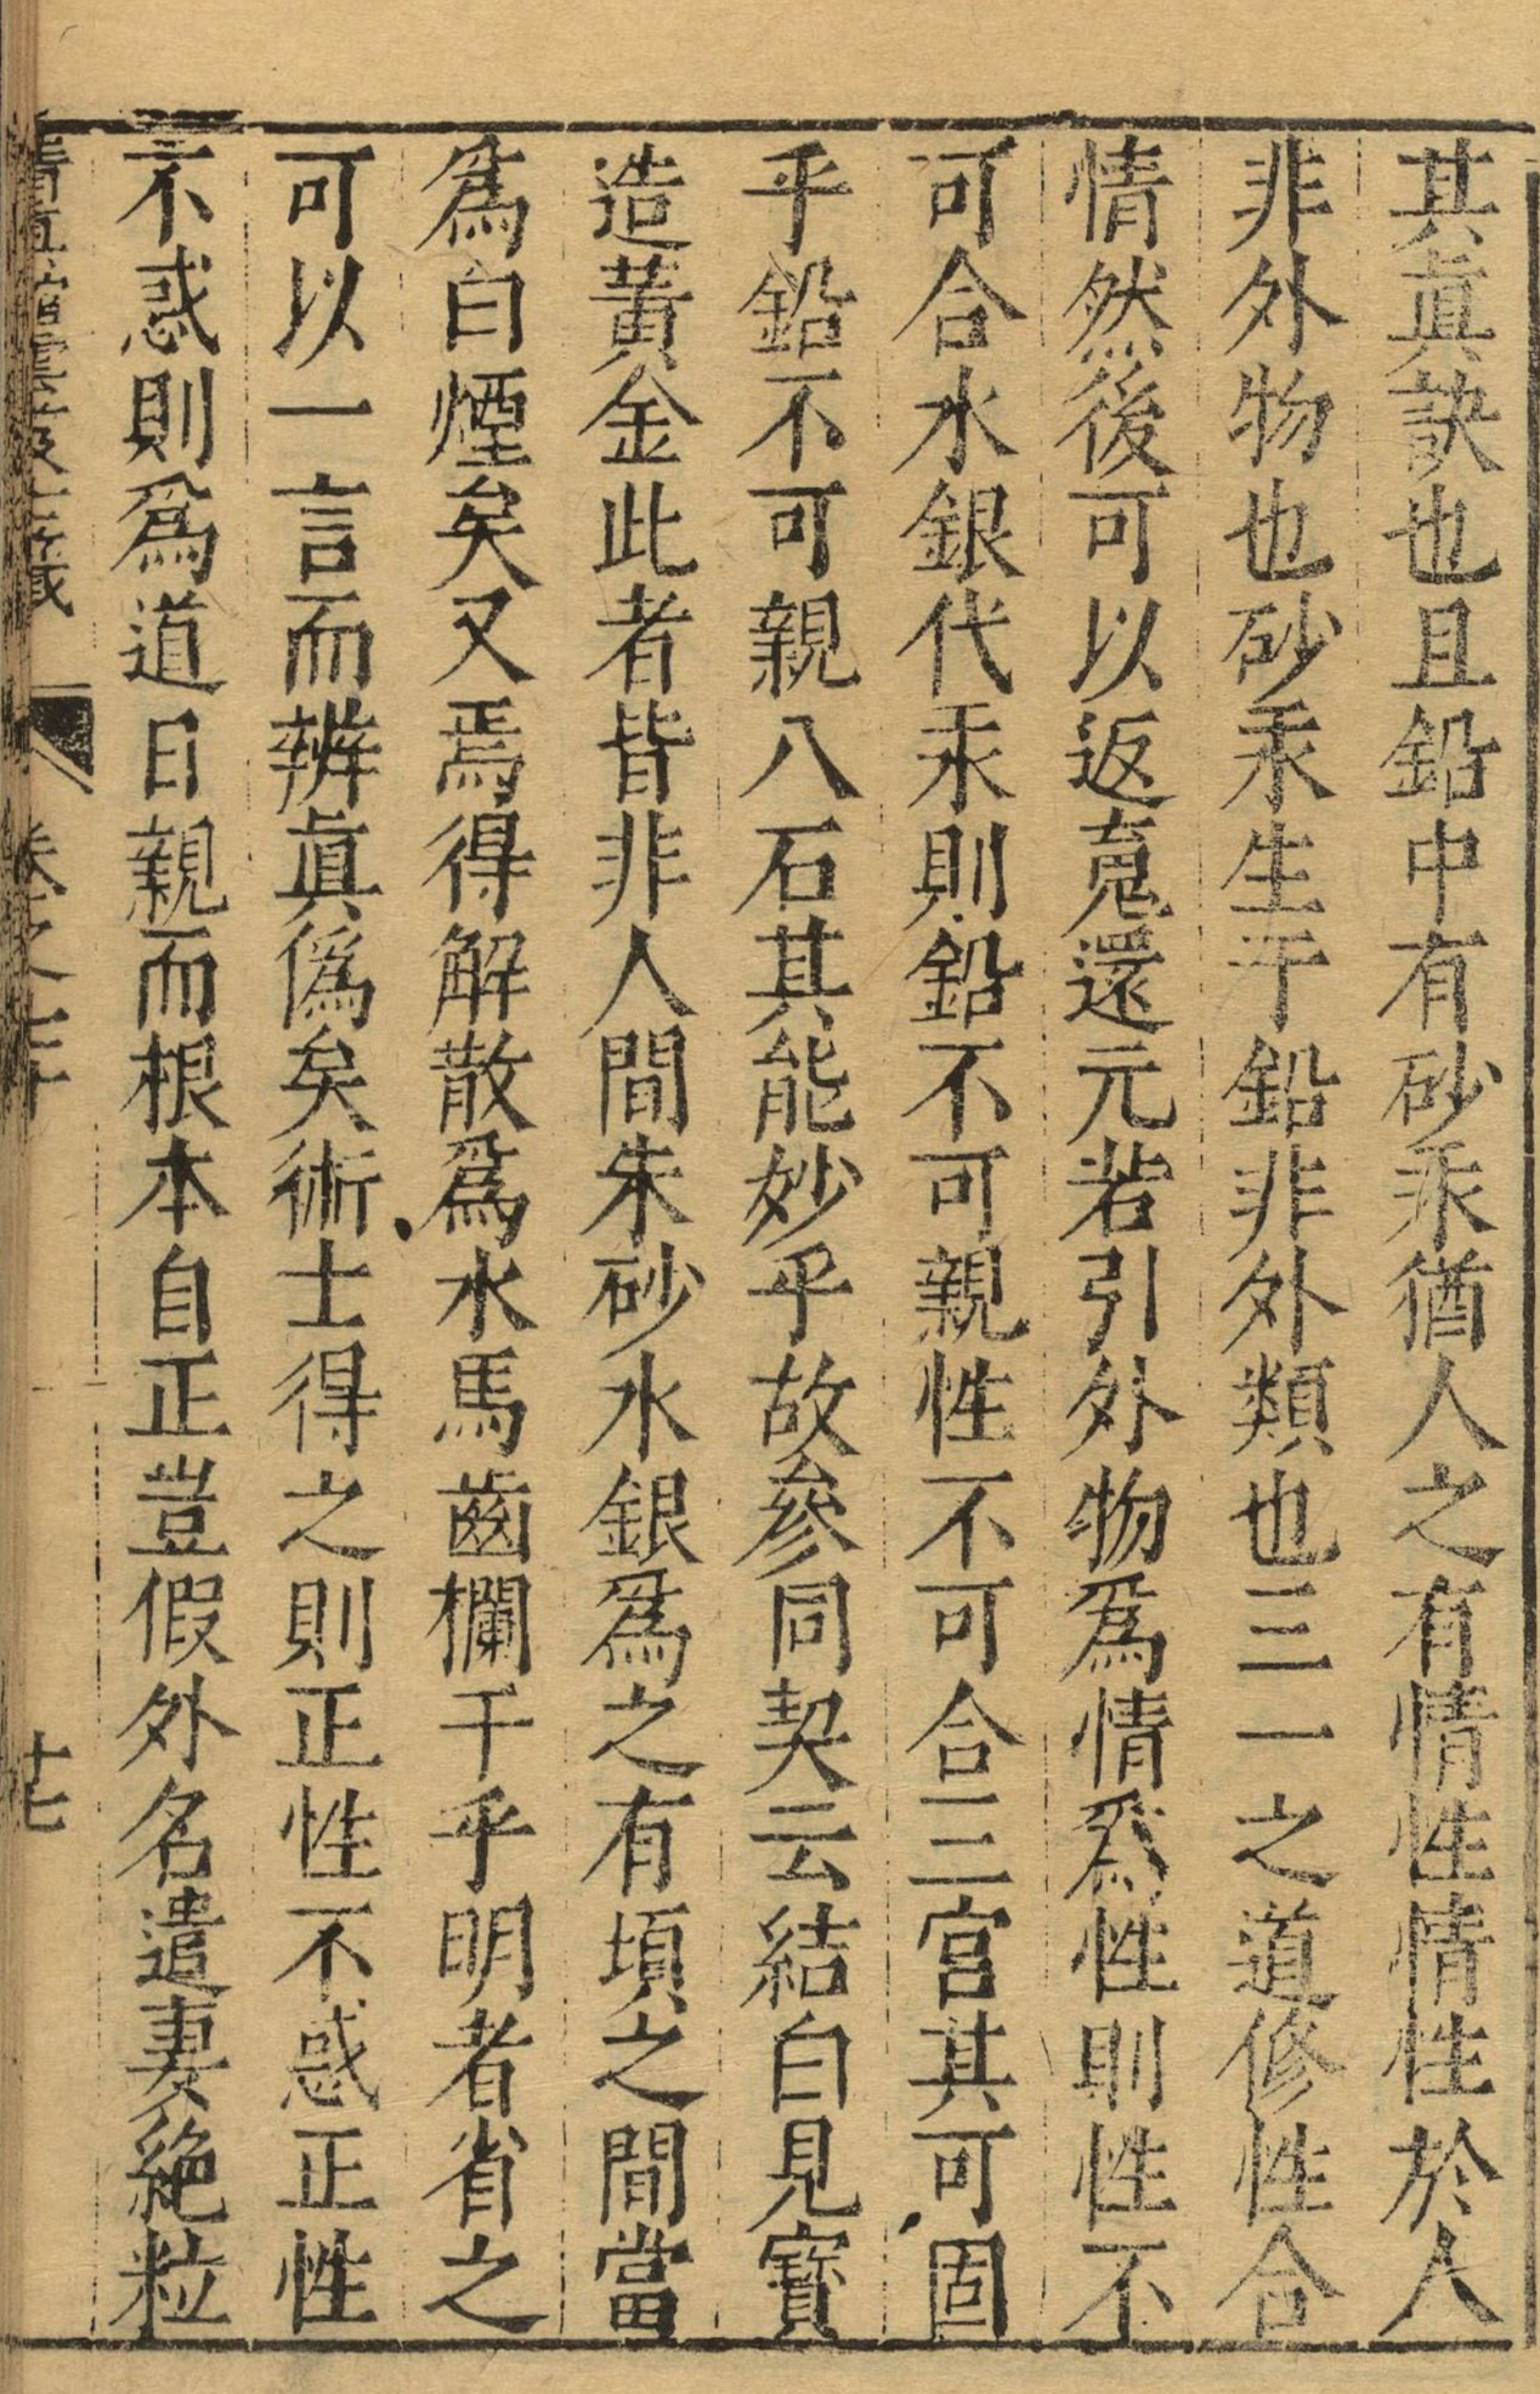 其眞訣也且鉛中有砂汞猶人之有情性情性於人
非外物也砂汞生于鉛非外類也三一之道修性合
情然後可以返䰟還元若引外物爲情爲性則性不
可合水銀代汞則鉛不可親性不可合三宮其可固
乎鉛不可親八石其能妙乎故參同契云結白見寳
造黃金此者皆非人間朱砂水銀爲之有頃之間當
爲白煙矣又焉得解散爲水馬齒欄干乎明者省之
可以一言而辨眞僞矣術士得之則正性不惑正性
不惑則爲道日親而根本自正豈假外名遣妻絶粒
卷之七十
十七